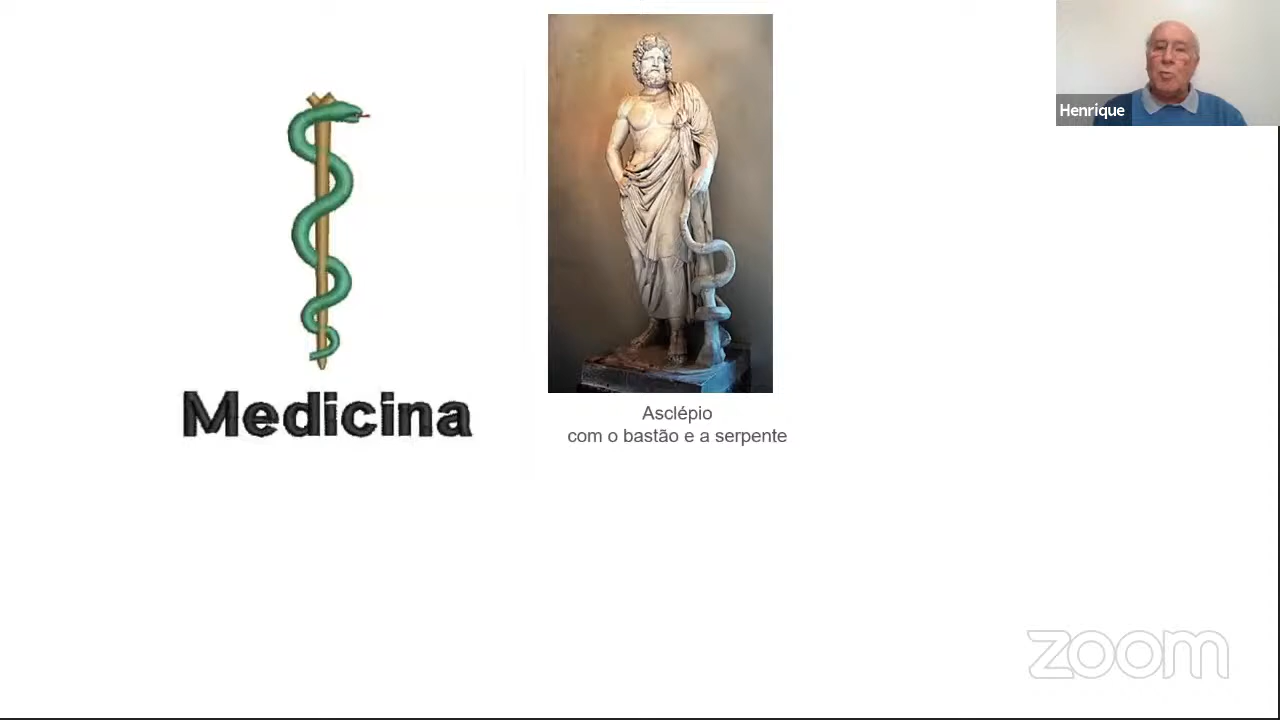 Medicina
Asclépio
com o bastão e a serpente
Henrique
zoom